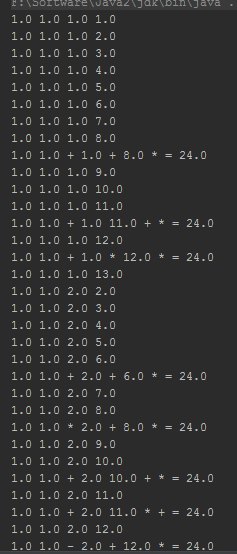 F:\Software\Java2\jdk\bin\java .
1.0 1.0 1.0 1.0
1.0 1.0 1.0 2.0
1.0 1.0 1.0 3.0
1.0 1.0 1.0 4.0
1.0 1.0 1.0 5.0
1.0 1.0 1.0 6.0
1.0 1.0 1.0 7.0
1.0 1.0 1.0 8.0
1.0 1.0 + 1.0 + 8.0 * = 24.0
1.0 1.0 1.0 9.0
1.0 1.0 1.0 10.0
1.0 1.0 1.0 11.0
1.0 1.0 + 1.0 11.0 + * = 24.0
1.0 1.0 1.0 12.0
1.0 1.0 + 1.0 * 12.0 * = 24.0
1.0 1.0 1.0 13.0
1.0 1.0 2.0 2.0
1.0 1.0 2.0 3.0
1.0 1.0 2.0 4.0
1.0 1.0 2.0 5.0
1.0 1.0 2.0 6.0
1.0 1.0 + 2.0 + 6.0 * = 24.0
1.0 1.0 2.0 7.0
1.0 1.0 2.0 8.0
1.0 1.0 * 2.0 + 8.0 * = 24.0
1.0 1.0 2.0 9.0
1.0 1.0 2.0 10.0
1.0 1.0 + 2.0 10.0 + * = 24.0
1.0 1.0 2.0 11.0
1.0 1.0 + 2.0 11.0 * + = 24.0
1.0 1.0 2.0 12.0
1.0 1.0 - 2.0 + 12.0 * = 24.0